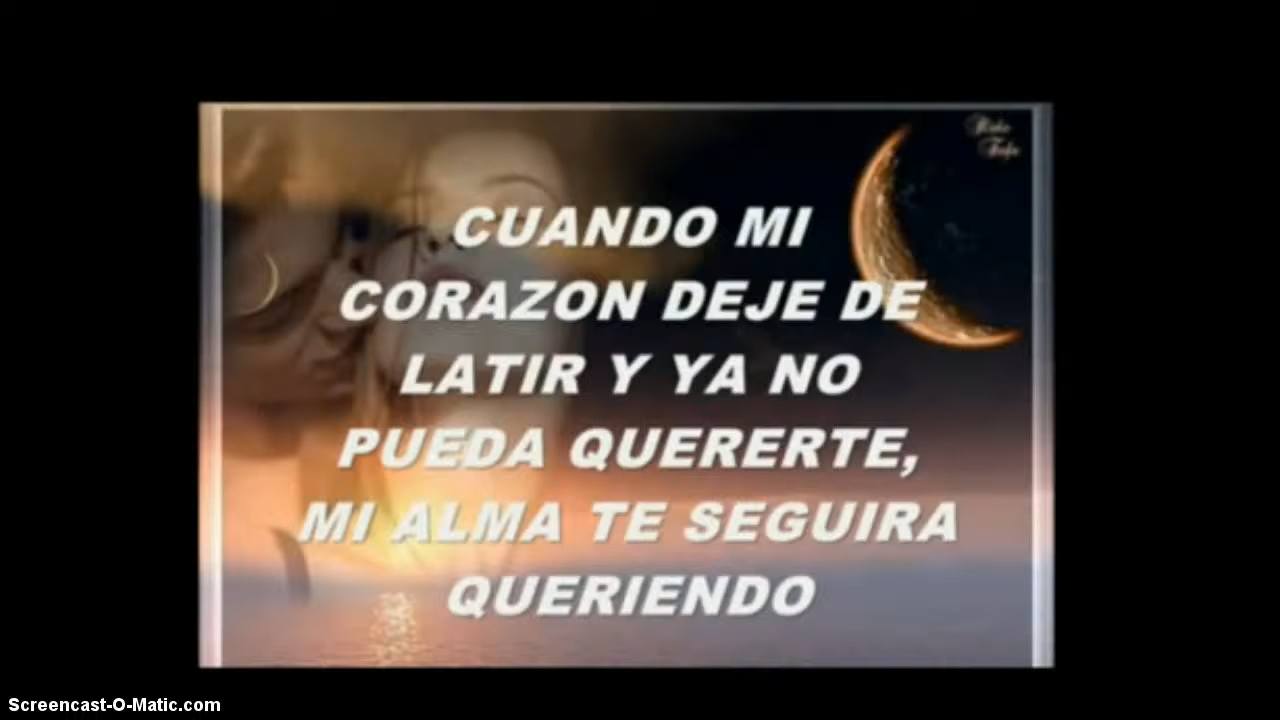 CUANDO MI
CORAZON DEJE DE
LATIR Y YA NO
PUEDA QUERERTE,
MI ALMA TE SEGUIRA
QUERIENDO
Screencast-O-Matic.com